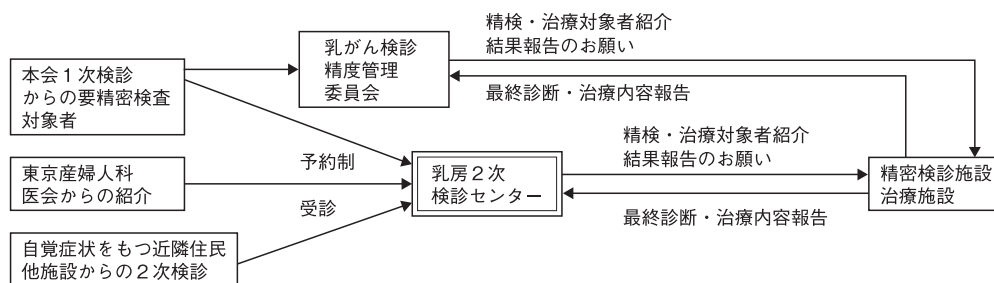 精検・治療対象者紹介
結果報告のお願い
乳がん検診
精度管理
委員会
本会１次検診
からの要精密検査
対象者
最終診断・治療内容報告
精検・治療対象者紹介
結果報告のお願い
予約制
東京産婦人科
医会からの紹介
乳房２次
検診センター
精密検診施設
治療施設
受診
最終診断・治療内容報告
自覚症状をもつ近隣住民
他施設からの２次検診